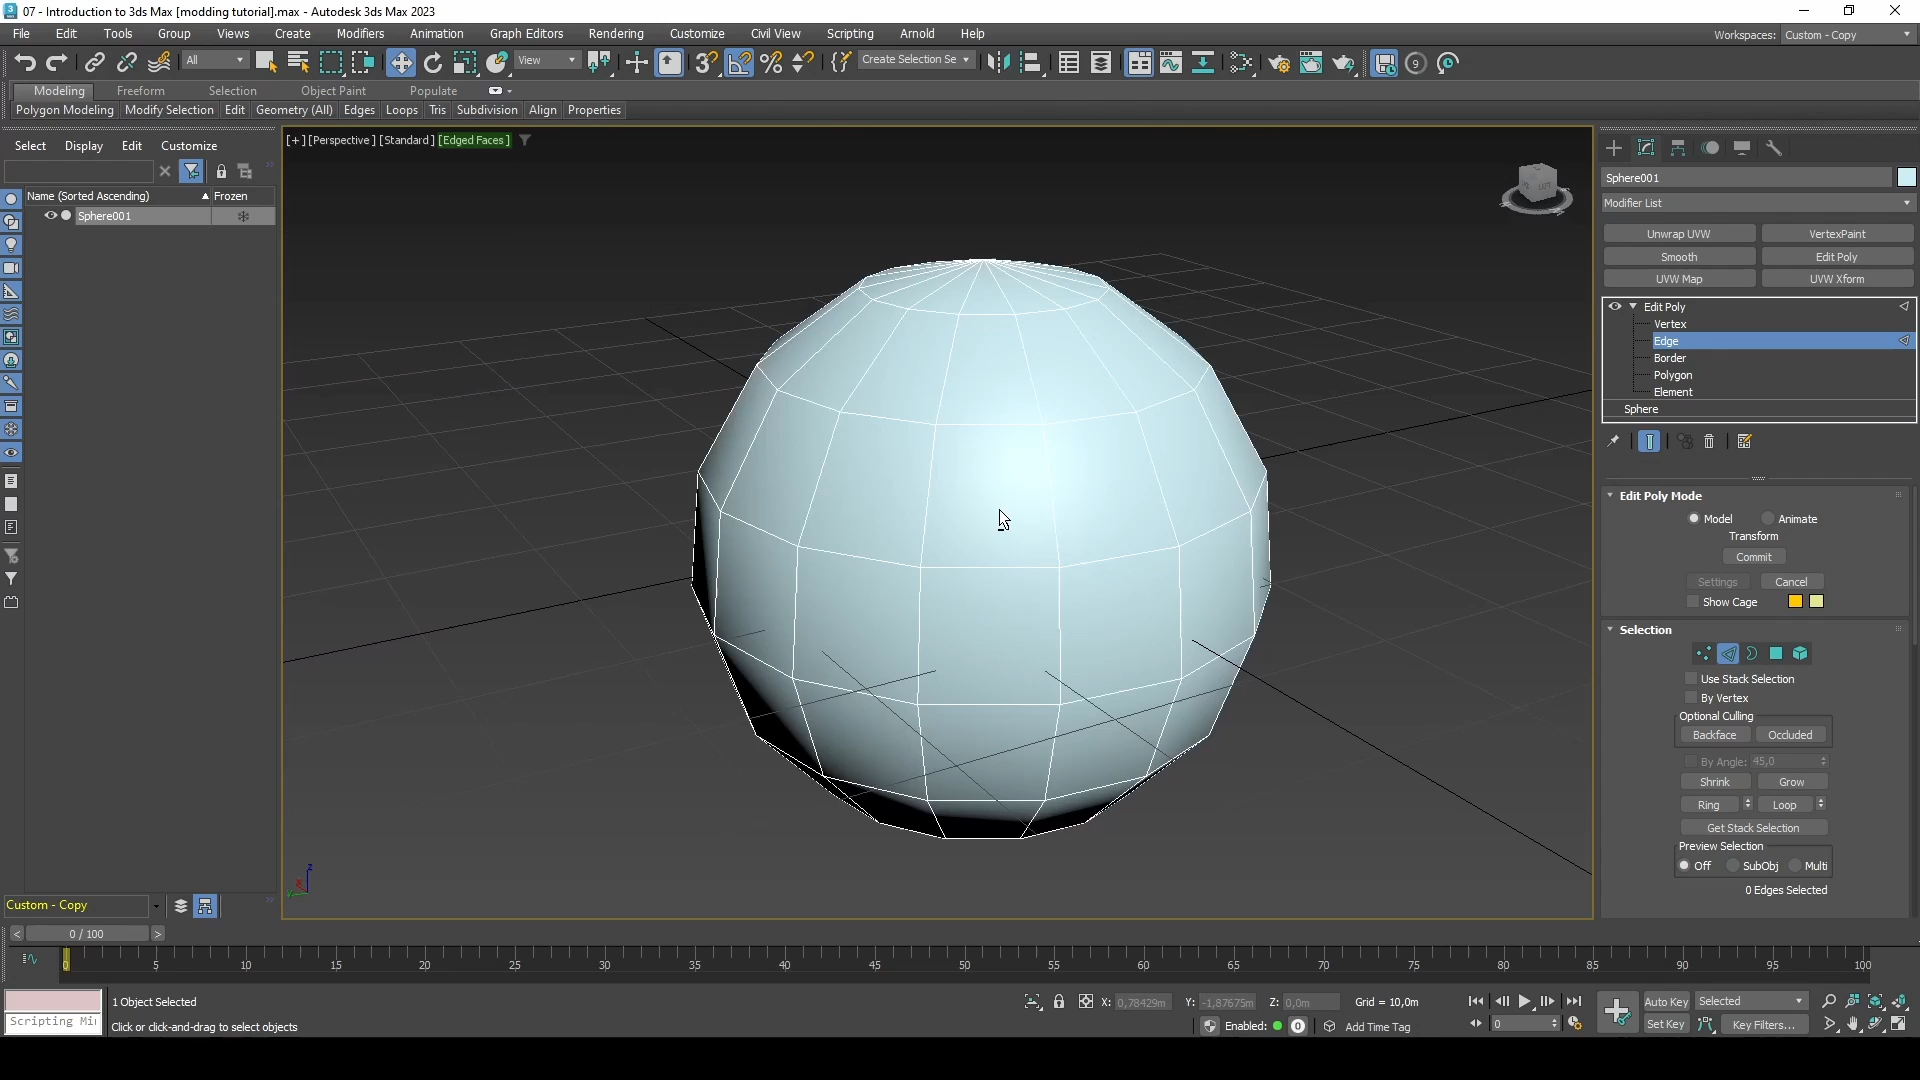 07 - Introduction to 3ds Max [modding tutorial].max - Autodesk 3ds Max 2023
File Edit Tools Group Views Create Modifiers Animation Graph Editors Rendering Customize Civil View Scripting Arnold Help
Workspaces: Custom - Copy
All View Create Selection Se
Modeling Freeform Selection Object Paint Populate
Polygon Modeling Modify Selection Edit Geometry (All) Edges Loops Tris Subdivision Align Properties
Select Display Edit Customize
Name (Sorted Ascending) Frozen
Sphere001
[+] [Perspective] [Standard] [Edged Faces]
Sphere001
Modifier List
Unwrap UVW VertexPaint
Smooth Edit Poly
UVW Map UVW Xform
Edit Poly
Vertex
Edge
Border
Polygon
Element
Sphere
Edit Poly Mode
Model Animate
Transform
Commit
Settings Cancel
Show Cage
Selection
Use Stack Selection
By Vertex
Optional Culling
Backface Occluded
By Angle: 45,0
Shrink Grow
Ring Loop
Get Stack Selection
Preview Selection
Off SubObj Multi
0 Edges Selected
z
Custom - Copy
0 / 100
0 5 10 15 20 25 30 35 40 45 50 55 60 65 70 75 80 85 90 95 100
1 Object Selected
X: 0,78429m Y: -1,87675m Z: 0,0m Grid = 10,0m
Auto Key Selected
Scripting Mi
Click or click-and-drag to select objects
Enabled: 0 Add Time Tag
0
Set Key Key Filters...